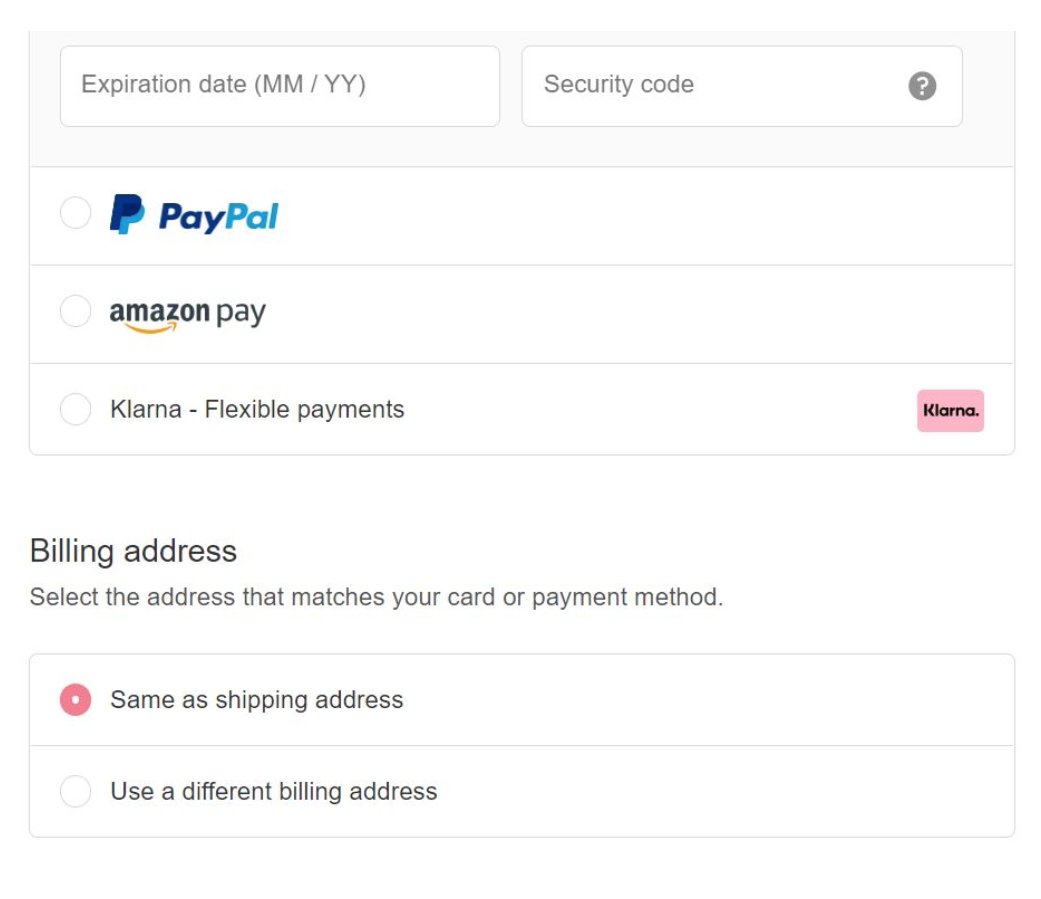 Expiration date (MM / YY)
Security code
?
PayPal
amazon pay
Klarna - Flexible payments
Klarna.
Billing address
Select the address that matches your card or payment method.
Same as shipping address
Use a different billing address